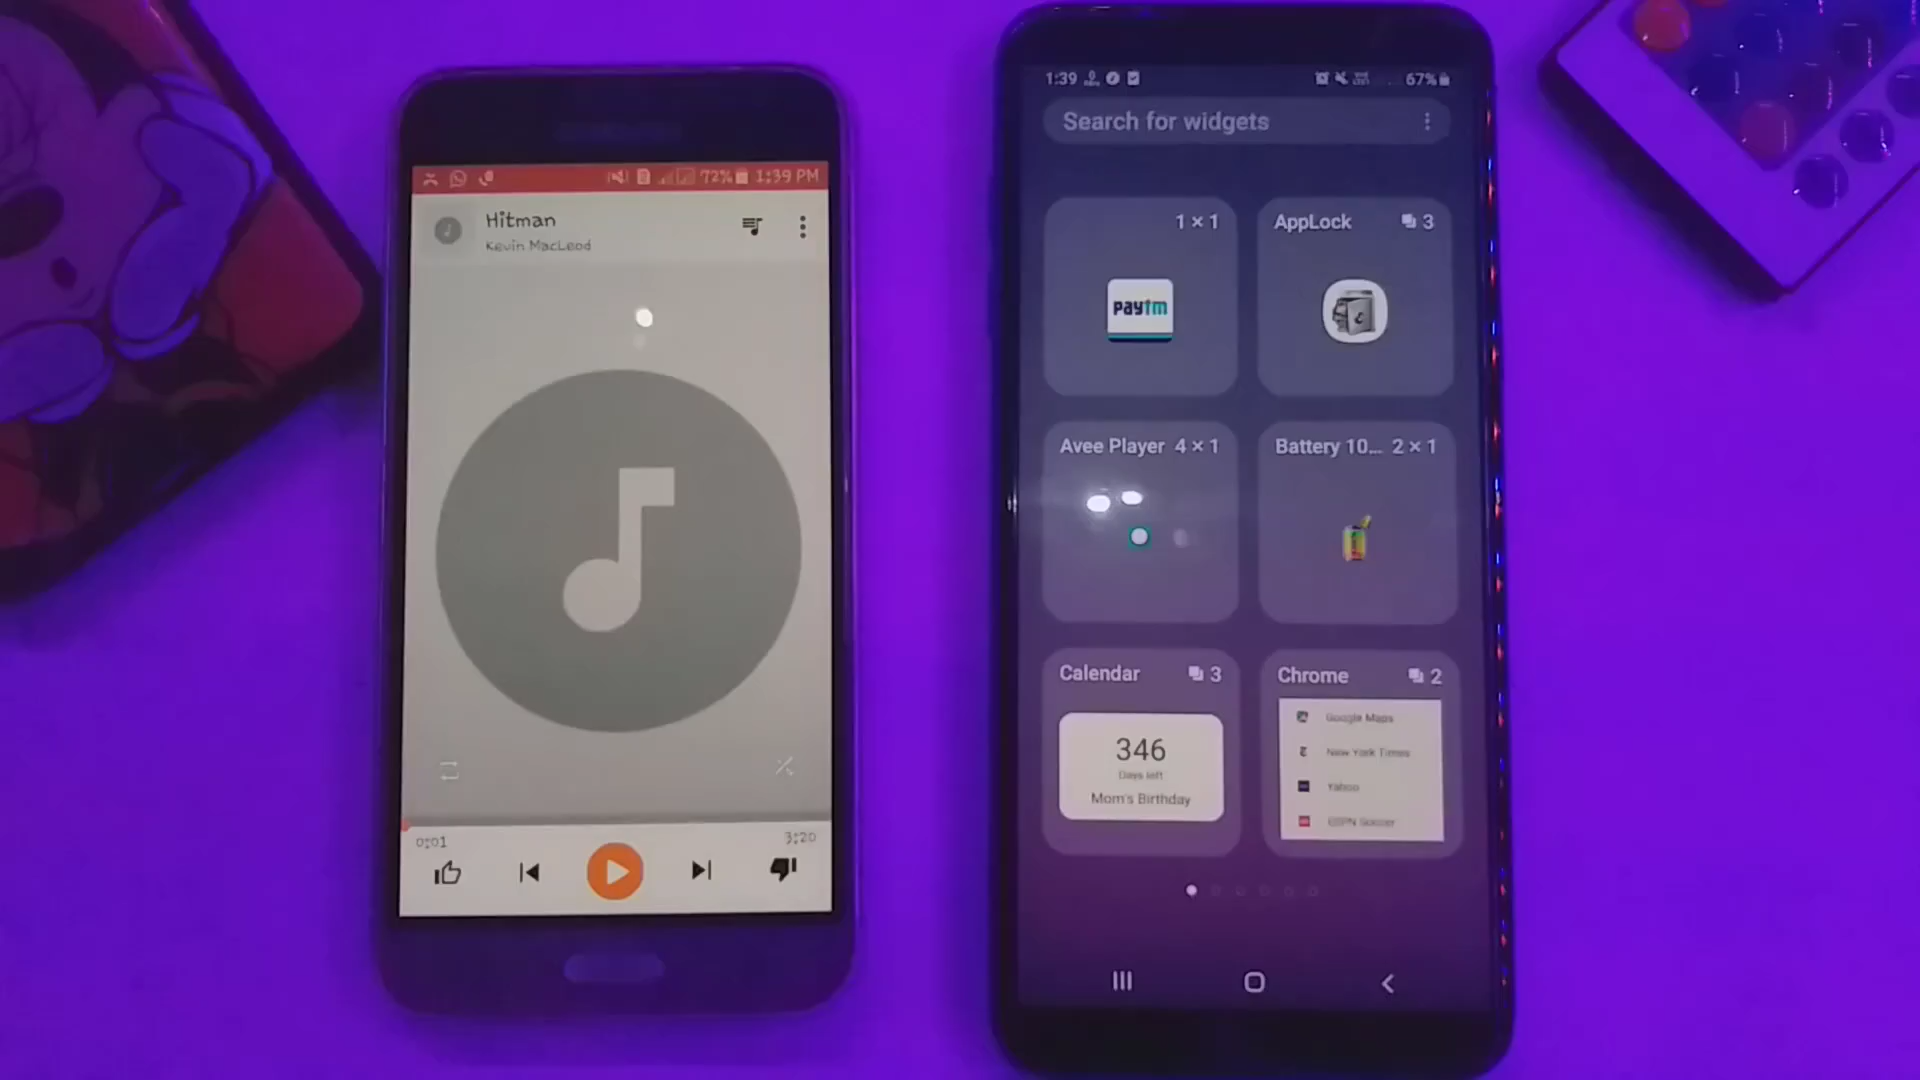 72% 1:39 PM
Hitman
Kevin MacLeod
0:01
3:20
1:39
67%
Search for widgets
1 × 1
paytm
AppLock 3
Avee Player 4 × 1
Battery 10... 2 × 1
Calendar 3
346
Days left
Mom's Birthday
Chrome 2
Google Maps
New York Times
Yahoo
ESPN Soccer